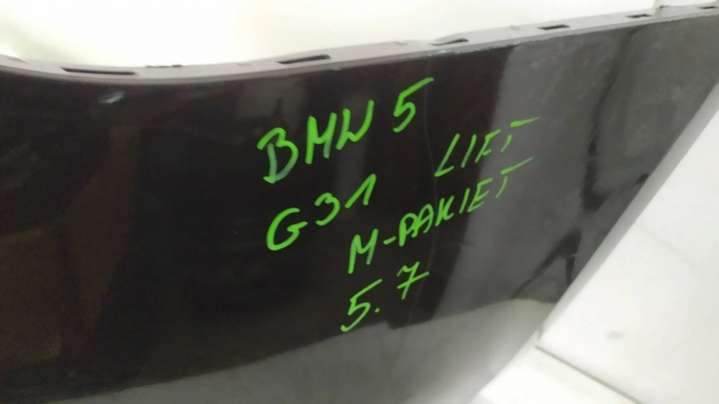 BMW 5
G31 LIFT
M-PAKIET
5.7